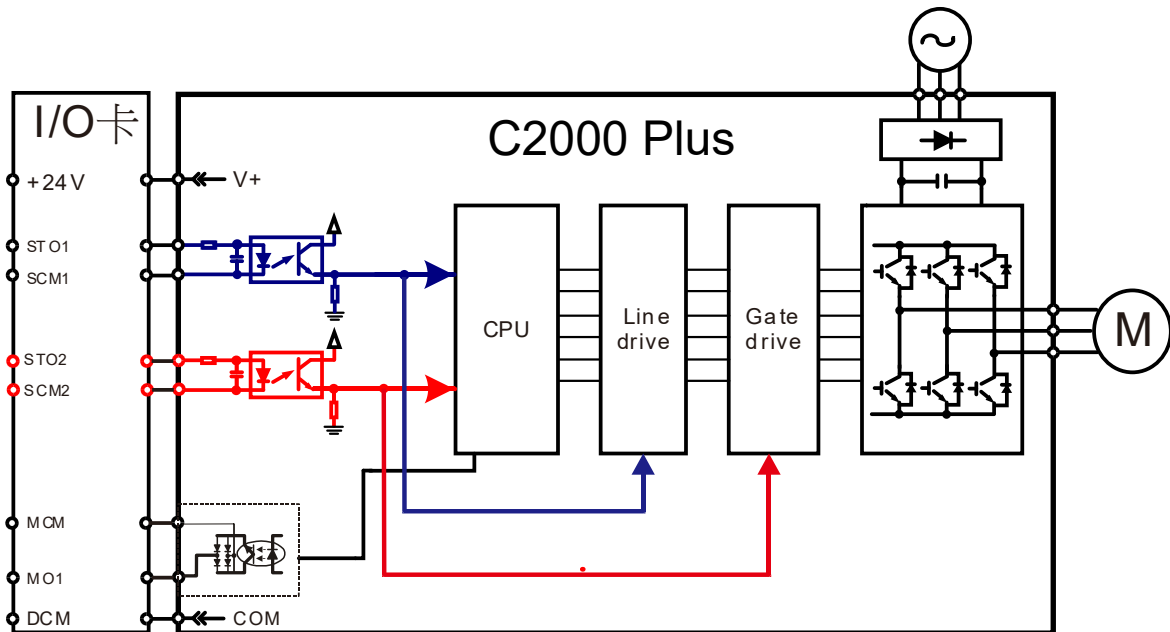 I/O卡
C2000 Plus
+24V
V+
STO1
SCM1
STO2
SCM2
CPU
Line
drive
Gate
drive
M
MCM
MO1
DCM
COM